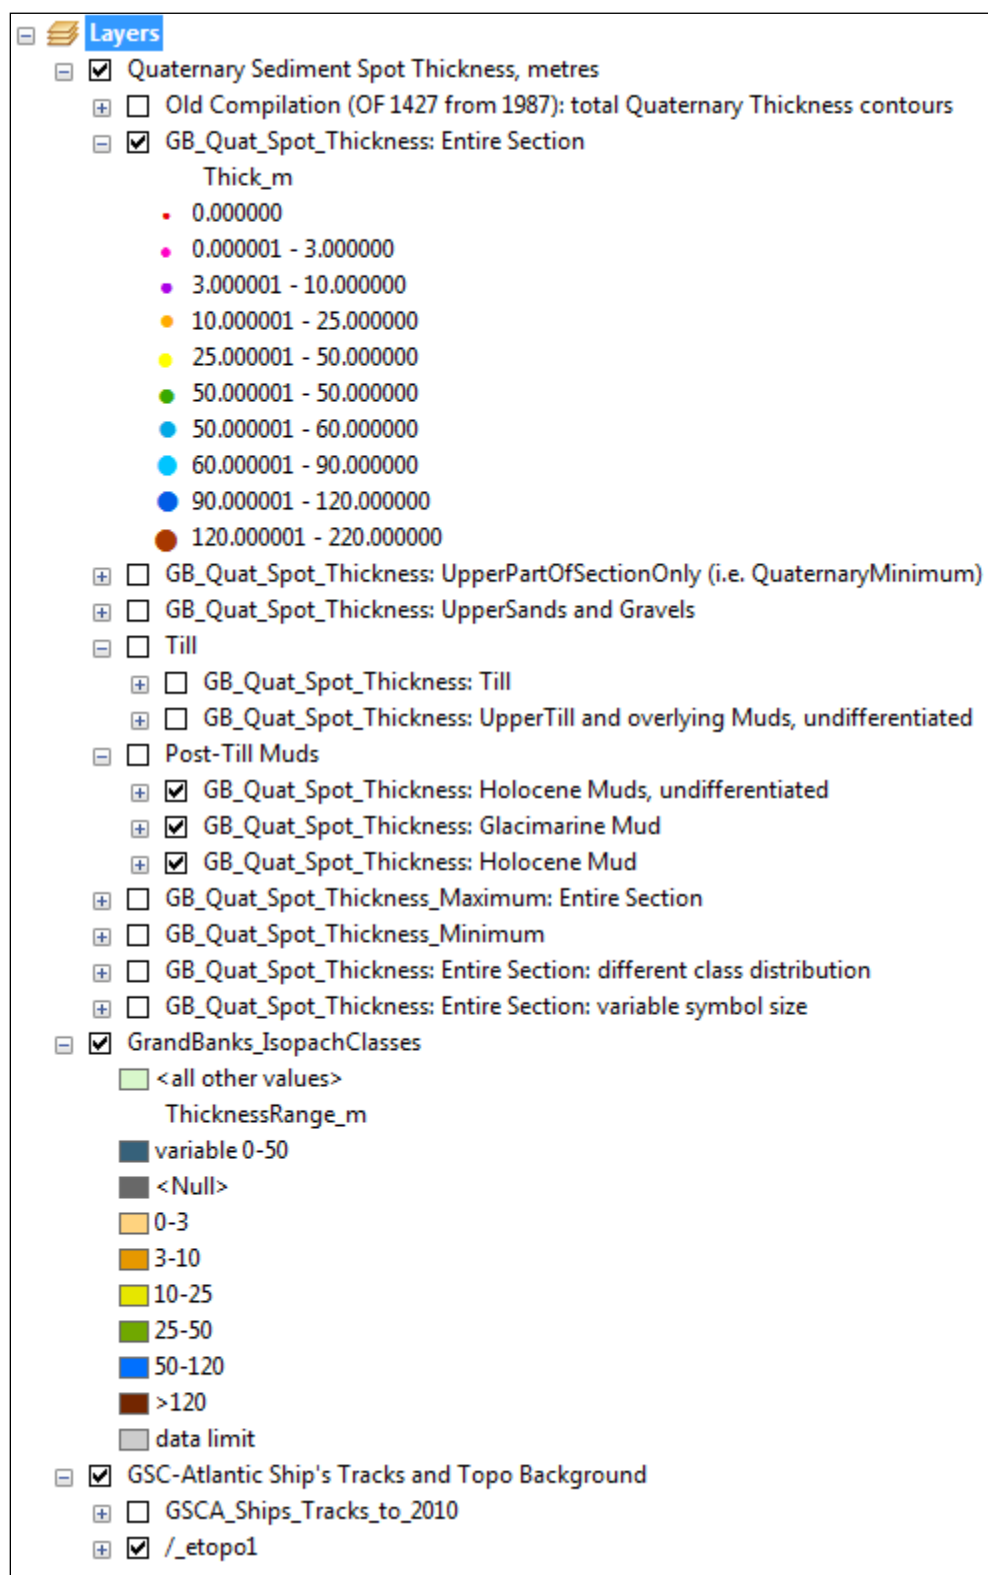 Layers
Quaternary Sediment Spot Thickness, metres
Old Compilation (OF 1427 from 1987): total Quaternary Thickness contours
GB_Quat_Spot_Thickness: Entire Section
Thick_m
0.000000
0.000001 - 3.000000
3.000001 - 10.000000
10.000001 - 25.000000
25.000001 - 50.000000
50.000001 - 50.000000
50.000001 - 60.000000
60.000001 - 90.000000
90.000001 - 120.000000
120.000001 - 220.000000
GB_Quat_Spot_Thickness: UpperPartOfSectionOnly (i.e. QuaternaryMinimum)
GB_Quat_Spot_Thickness: UpperSands and Gravels
Till
GB_Quat_Spot_Thickness: Till
GB_Quat_Spot_Thickness: UpperTill and overlying Muds, undifferentiated
Post-Till Muds
GB_Quat_Spot_Thickness: Holocene Muds, undifferentiated
GB_Quat_Spot_Thickness: Glacimarine Mud
GB_Quat_Spot_Thickness: Holocene Mud
GB_Quat_Spot_Thickness_Maximum: Entire Section
GB_Quat_Spot_Thickness_Minimum
GB_Quat_Spot_Thickness: Entire Section: different class distribution
GB_Quat_Spot_Thickness: Entire Section: variable symbol size
GrandBanks_IsopachClasses
<all other values>
ThicknessRange_m
variable 0-50
<Null>
0-3
3-10
10-25
25-50
50-120
>120
data limit
GSC-Atlantic Ship's Tracks and Topo Background
GSCA_Ships_Tracks_to_2010
/_etopo1